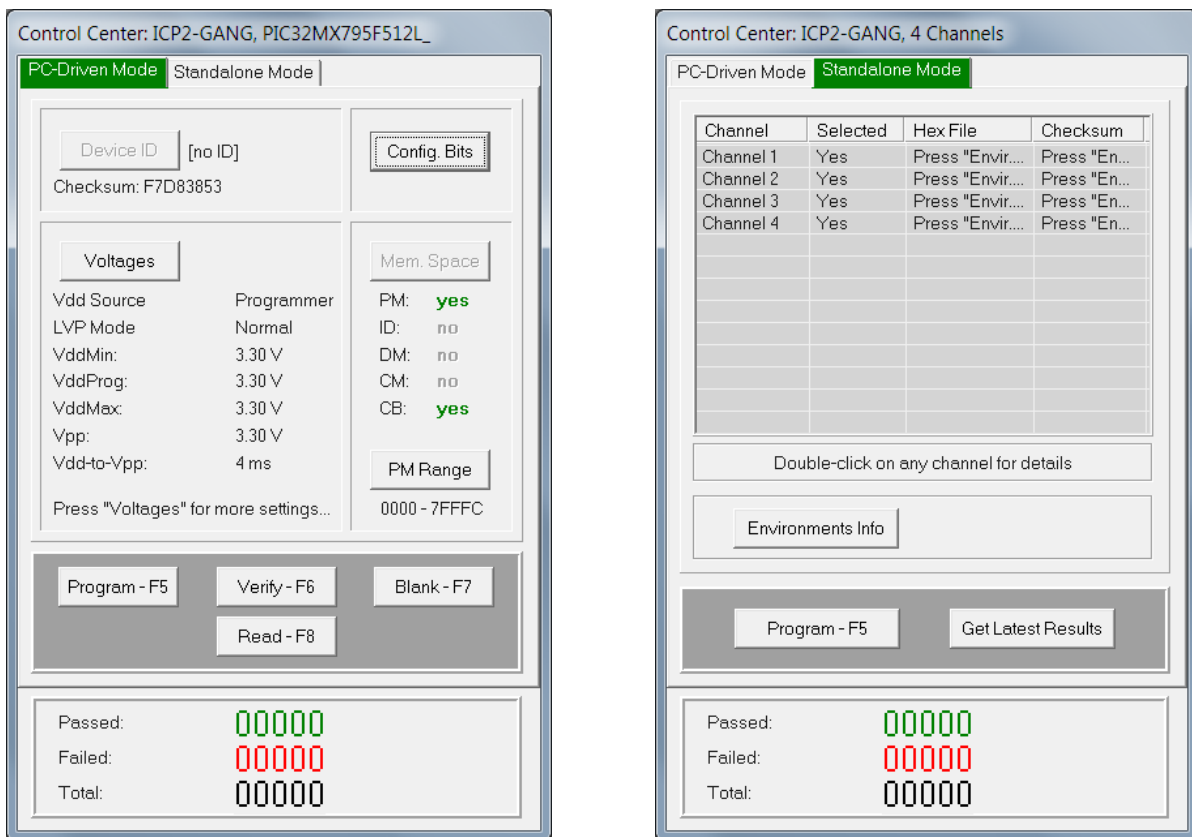 Control Center: ICP2-GANG, PIC32MX795F512L_
PC-Driven Mode Standalone Mode
Device ID [no ID]
Checksum: F7D83853
Config. Bits
Voltages
Vdd Source Programmer
LVP Mode Normal
VddMin: 3.30 V
VddProg: 3.30 V
VddMax: 3.30 V
Vpp: 3.30 V
Vdd-to-Vpp: 4 ms
Press "Voltages" for more settings...
Mem. Space
PM: yes
ID: no
DM: no
CM: no
CB: yes
PM Range
0000 - 7FFFC
Program - F5 Verify - F6 Blank - F7
Read - F8
Passed: 00000
Failed: 00000
Total: 00000
Control Center: ICP2-GANG, 4 Channels
PC-Driven Mode Standalone Mode
Channel Selected Hex File Checksum
Channel 1 Yes Press "Envir.... Press "En...
Channel 2 Yes Press "Envir.... Press "En...
Channel 3 Yes Press "Envir.... Press "En...
Channel 4 Yes Press "Envir.... Press "En...
Double-click on any channel for details
Environments Info
Program - F5 Get Latest Results
Passed: 00000
Failed: 00000
Total: 00000